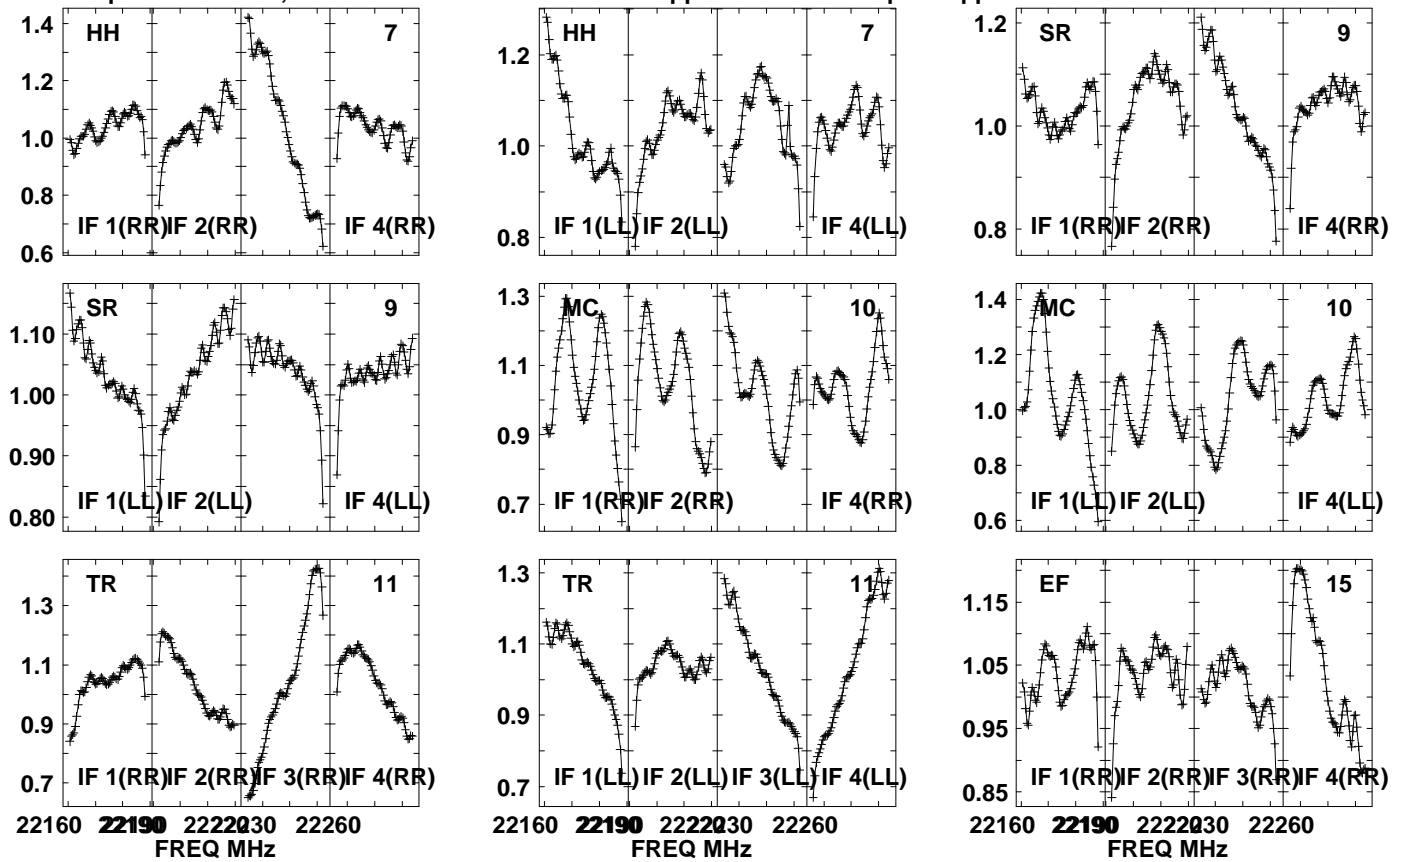 HH 7
1.4
1.2
1.0
0.8
0.6
IF 1(RR) IF 2(RR) IF 4(RR)
HH 7
1.2
1.0
0.8
IF 1(LL) IF 2(LL) IF 4(LL)
SR 9
1.2
1.0
0.8
IF 1(RR) IF 2(RR) IF 4(RR)
SR 9
1.10
1.00
0.90
0.80
IF 1(LL) IF 2(LL) IF 4(LL)
MC 10
1.3
1.1
0.9
0.7
IF 1(RR) IF 2(RR) IF 4(RR)
MC 10
1.4
1.2
1.0
0.8
0.6
IF 1(LL) IF 2(LL) IF 4(LL)
TR 11
1.3
1.1
0.9
0.7
IF 1(RR) IF 2(RR) IF 3(RR) IF 4(RR)
22160 22190 22230 22260
FREQ MHz
TR 11
1.3
1.1
0.9
0.7
IF 1(LL) IF 2(LL) IF 3(LL) IF 4(LL)
EF 15
1.15
1.05
0.95
0.85
IF 1(RR) IF 2(RR) IF 3(RR) IF 4(RR)
22160 22190 22230 22260
FREQ MHz